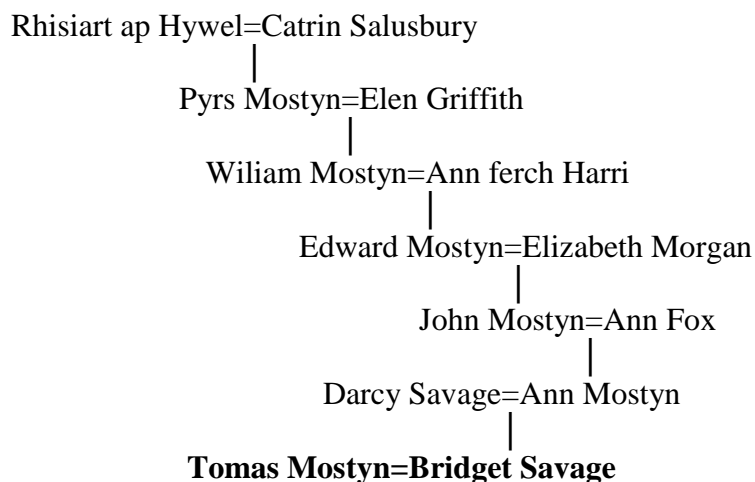 Rhisiart ap Hywel=Catrin Salusbury
Pyrs Mostyn=Elen Griffith
Wiliam Mostyn=Ann ferch Harri
Edward Mostyn=Elizabeth Morgan
John Mostyn=Ann Fox
Darcy Savage=Ann Mostyn
Tomas Mostyn=Bridget Savage